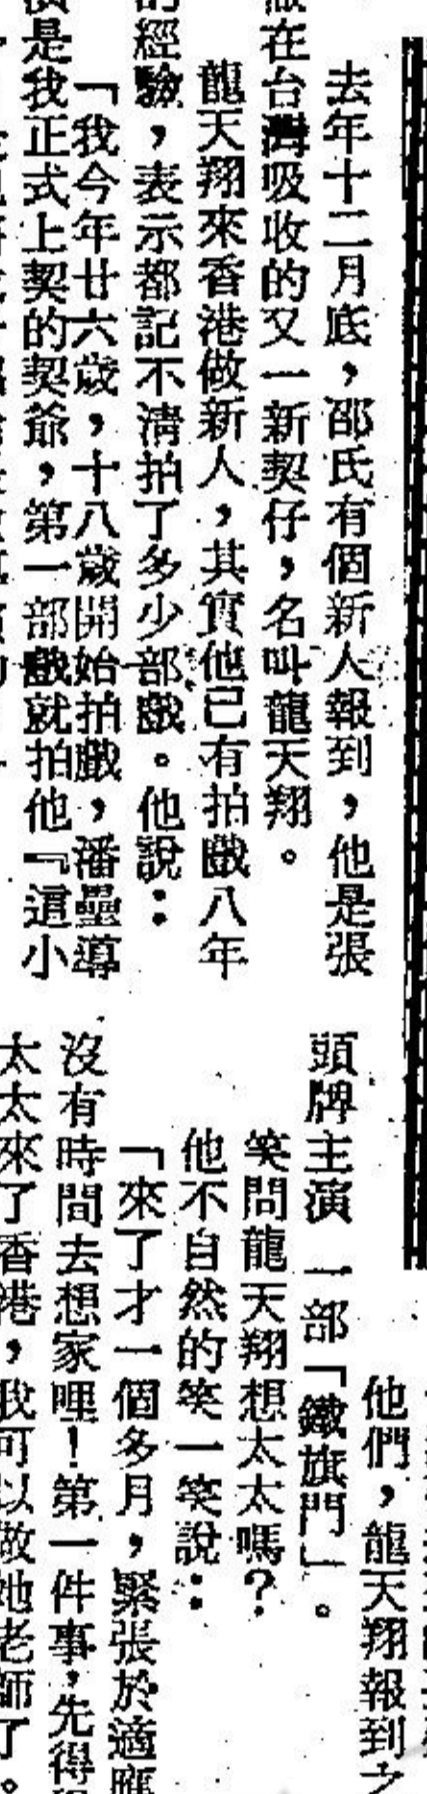 去年十二月底，邵氏有個新人報到，他是張
在台灣吸收的又一新契仔，名叫龍天翔。
龍天翔來香港做新人，其實他已有拍戲八年
的經驗，表示都記不清拍了多少部戲。他說：
「我今年廿六歲，十八歲開始拍戲，潘壘導
是我正式上契的契爺，第一部戲就拍他『這小
他們，龍天翔報到之
頭牌主演一部「鐵旗門」。
笑問龍天翔想太太嗎？
他不自然的笑一笑說：
「來了才一個多月，緊張於適應
沒有時間去想家哩！第一件事，先得
太太來了香港，我可以做她老師了。